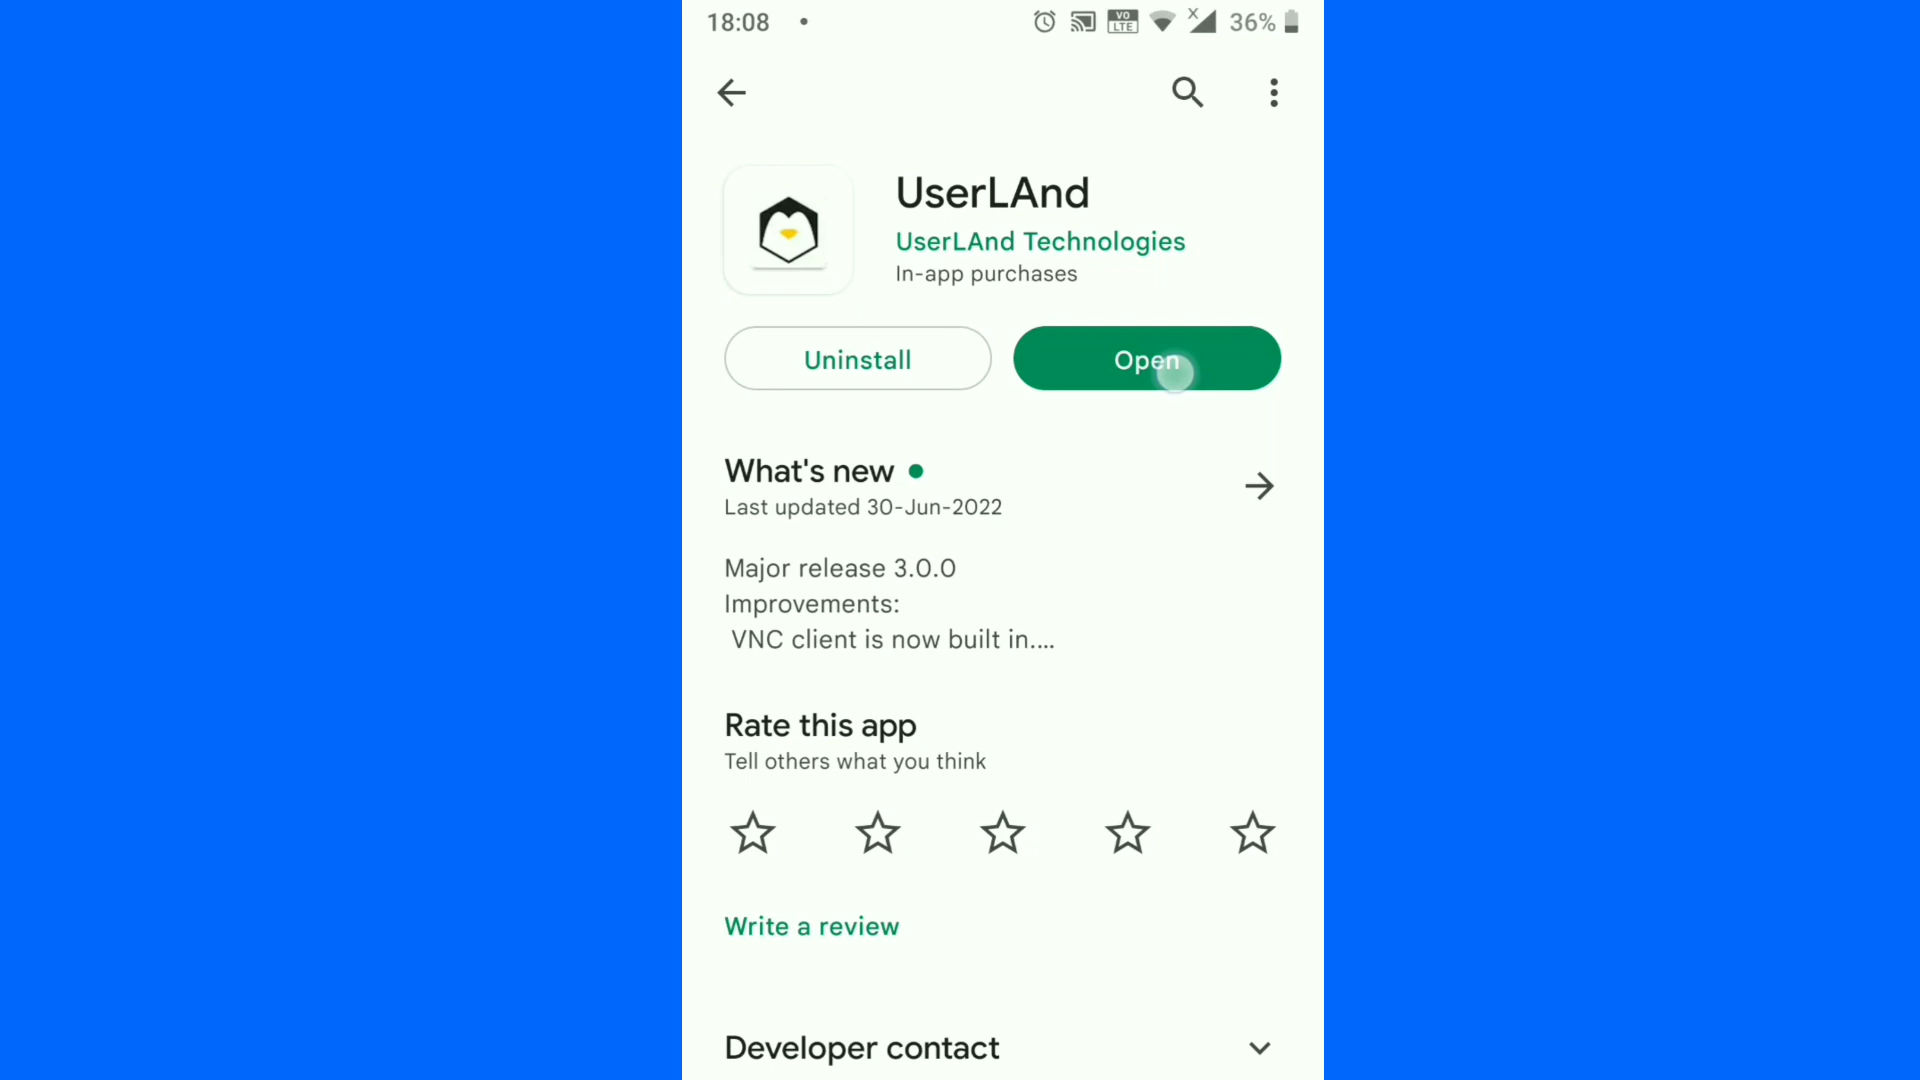 18:08
VO LTE
X
36%
UserLAnd
UserLAnd Technologies
In-app purchases
Uninstall
Open
What's new
Last updated 30-Jun-2022
Major release 3.0.0
Improvements:
VNC client is now built in....
Rate this app
Tell others what you think
Write a review
Developer contact